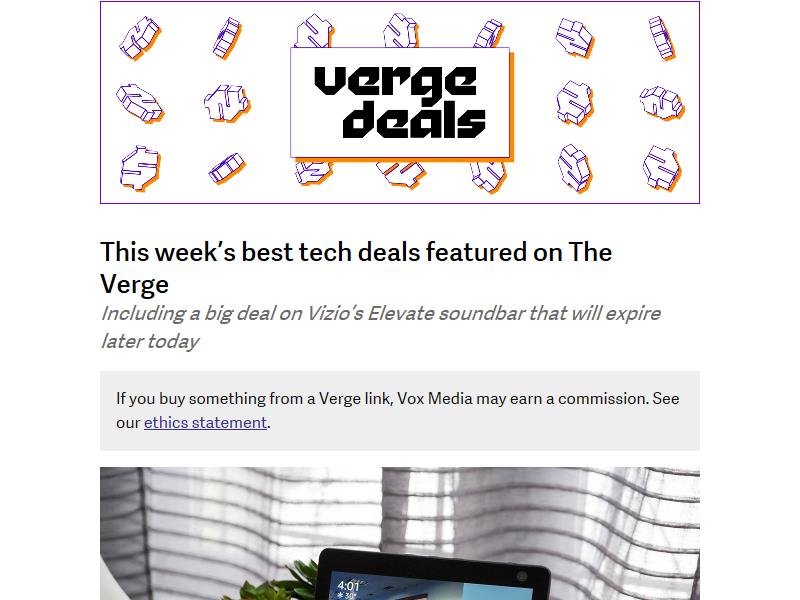 verge
deals
This week's best tech deals featured on The
Verge
Including a big deal on Vizio's Elevate soundbar that will expire
later today
If you buy something from a Verge link, Vox Media may earn a commission. See
our ethics statement.
4:01
30°